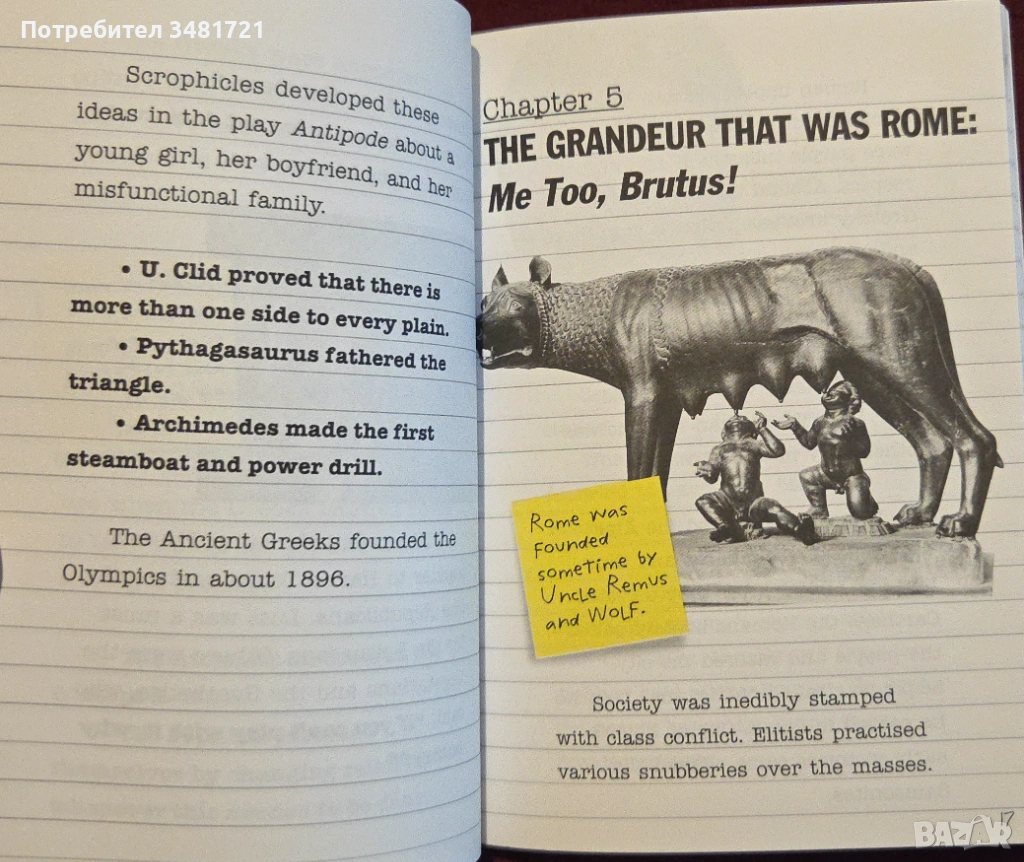 Потребител 3481721
Scrophicles developed these
ideas in the play Antipode about a
young girl, her boyfriend, and her
misfunctional family.
• U. Clid proved that there is
more than one side to every plain.
• Pythagasaurus fathered the
triangle.
• Archimedes made the first
steamboat and power drill.
The Ancient Greeks founded the
Olympics in about 1896.
Chapter 5
THE GRANDEUR THAT WAS ROME:
Me Too, Brutus!
Rome was
founded
sometime by
Uncle Remus
and Wolf.
Society was inedibly stamped
with class conflict. Elitists practised
various snubberies over the masses.
17
BAZAR